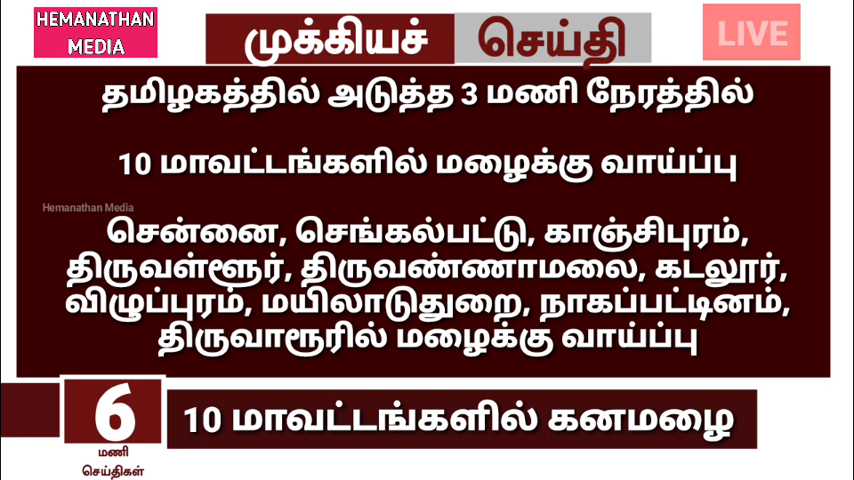 HEMANATHAN
MEDIA
முக்கியச் செய்தி
LIVE
தமிழகத்தில் அடுத்த 3 மணி நேரத்தில்
10 மாவட்டங்களில் மழைக்கு வாய்ப்பு
Hemanathan Media
சென்னை, செங்கல்பட்டு, காஞ்சிபுரம்,
திருவள்ளூர், திருவண்ணாமலை, கடலூர்,
விழுப்புரம், மயிலாடுதுறை, நாகப்பட்டினம்,
திருவாரூரில் மழைக்கு வாய்ப்பு
6
மணி
செய்திகள்
10 மாவட்டங்களில் கனமழை